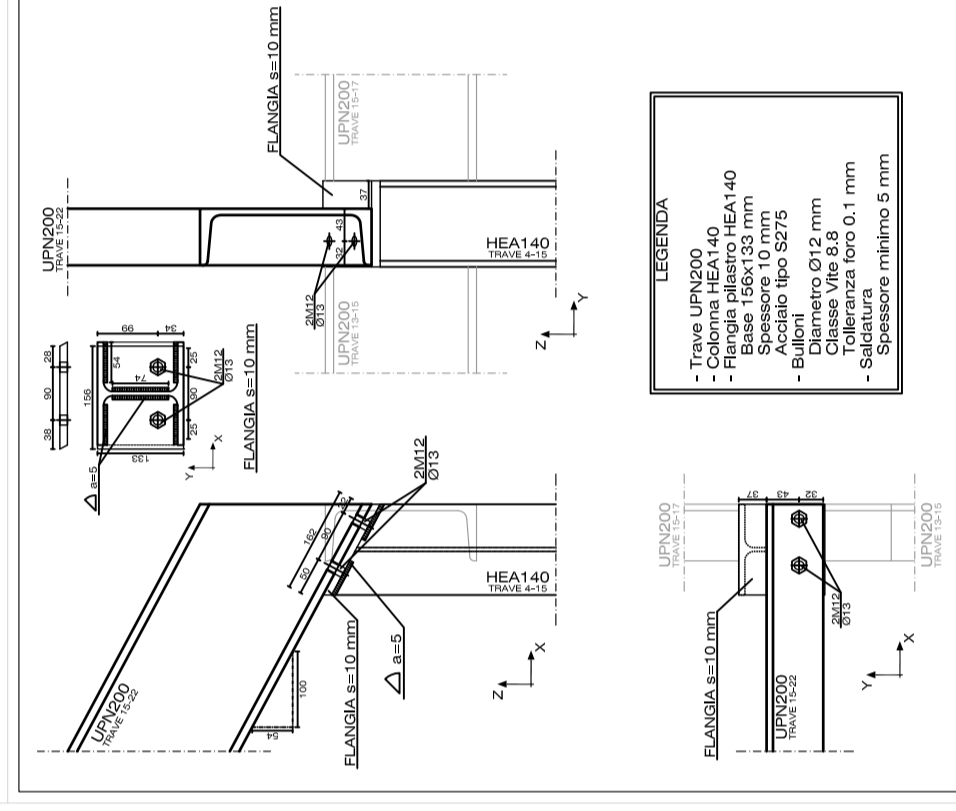 38
90
28
156
54
74
99
34
133
25
90
25
a=5
2M12
Ø13
Y
X
FLANGIA s=10 mm
UPN200
TRAVE 15-22
FLANGIA s=10 mm
UPN200
TRAVE 15-17
37
43
32
2M12
Ø13
UPN200
TRAVE 13-15
HEA140
TRAVE 4-15
Z
Y
UPN200
TRAVE 15-22
54
100
162
60
80
22
2M12
Ø13
FLANGIA s=10 mm
a=5
HEA140
TRAVE 4-15
Z
X
LEGENDA
- Trave UPN200
- Colonna HEA140
- Flangia pilastro HEA140
Base 156x133 mm
Spessore 10 mm
Acciaio tipo S275
- Bulloni
Diametro Ø12 mm
Classe Vite 8.8
Tolleranza foro 0.1 mm
- Saldatura
Spessore minimo 5 mm
UPN200
TRAVE 15-17
FLANGIA s=10 mm
37
43
32
2M12
Ø13
UPN200
TRAVE 15-22
UPN200
TRAVE 13-15
Y
X